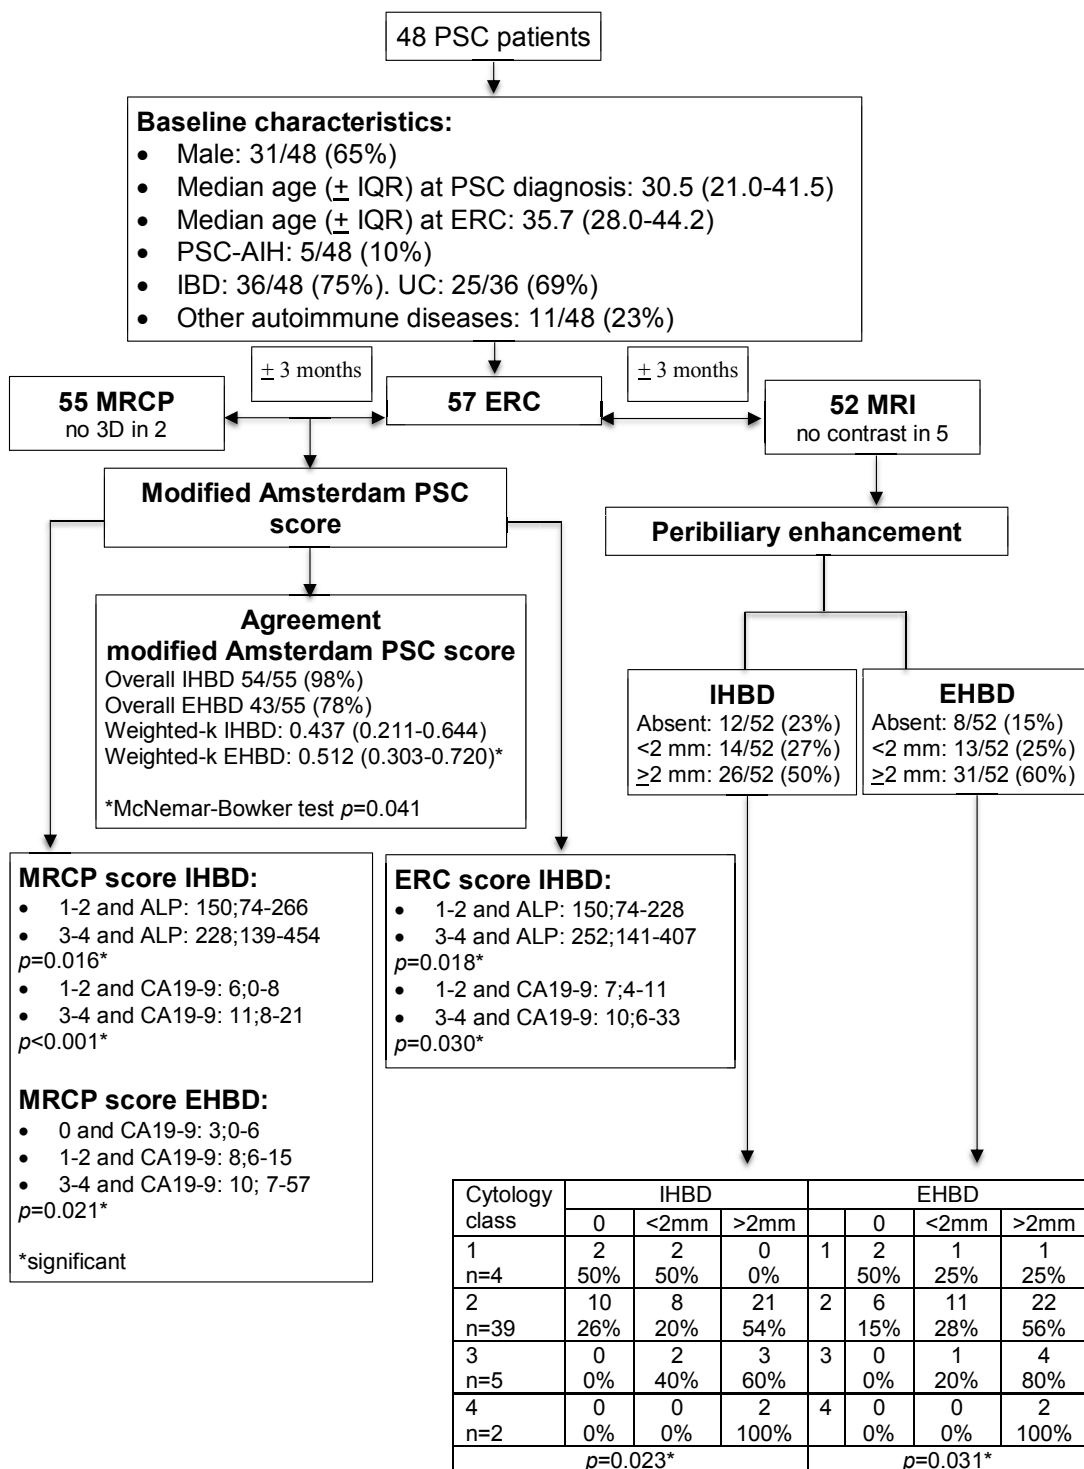 48 PSC patients
Baseline characteristics:
• Male: 31/48 (65%)
• Median age (± IQR) at PSC diagnosis: 30.5 (21.0-41.5)
• Median age (± IQR) at ERC: 35.7 (28.0-44.2)
• PSC-AIH: 5/48 (10%)
• IBD: 36/48 (75%). UC: 25/36 (69%)
• Other autoimmune diseases: 11/48 (23%)
± 3 months
± 3 months
55 MRCP
no 3D in 2
57 ERC
52 MRI
no contrast in 5
Modified Amsterdam PSC
score
Peribiliary enhancement
Agreement
modified Amsterdam PSC score
Overall IHBD 54/55 (98%)
Overall EHBD 43/55 (78%)
Weighted-k IHBD: 0.437 (0.211-0.644)
Weighted-k EHBD: 0.512 (0.303-0.720)*
*McNemar-Bowker test p=0.041
IHBD
Absent: 12/52 (23%)
<2 mm: 14/52 (27%)
≥2 mm: 26/52 (50%)
EHBD
Absent: 8/52 (15%)
<2 mm: 13/52 (25%)
≥2 mm: 31/52 (60%)
MRCP score IHBD:
• 1-2 and ALP: 150;74-266
• 3-4 and ALP: 228;139-454
p=0.016*
• 1-2 and CA19-9: 6;0-8
• 3-4 and CA19-9: 11;8-21
p<0.001*
MRCP score EHBD:
• 0 and CA19-9: 3;0-6
• 1-2 and CA19-9: 8;6-15
• 3-4 and CA19-9: 10; 7-57
p=0.021*
*significant
ERC score IHBD:
• 1-2 and ALP: 150;74-228
• 3-4 and ALP: 252;141-407
p=0.018*
• 1-2 and CA19-9: 7;4-11
• 3-4 and CA19-9: 10;6-33
p=0.030*
Cytology class IHBD EHBD
0 <2mm >2mm 0 <2mm >2mm
1 2 2 0 1 2 1 1
n=4 50% 50% 0% 50% 25% 25%
2 10 8 21 2 6 11 22
n=39 26% 20% 54% 15% 28% 56%
3 0 2 3 3 0 1 4
n=5 0% 40% 60% 0% 20% 80%
4 0 0 2 4 0 0 2
n=2 0% 0% 100% 0% 0% 100%
p=0.023* p=0.031*